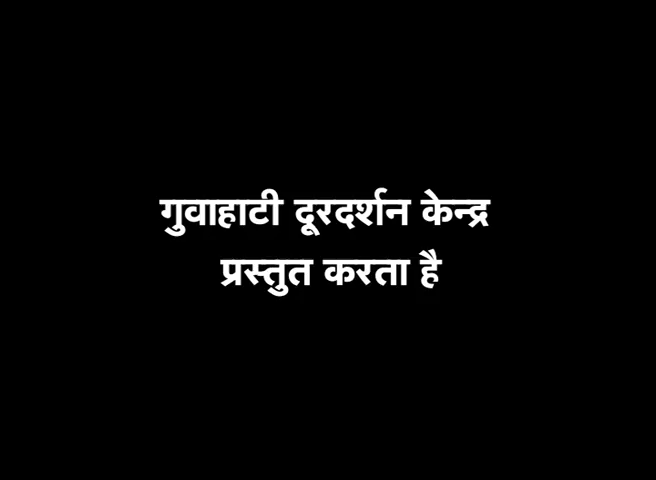 गुवाहाटी दूरदर्शन केन्द्र
प्रस्तुत करता है